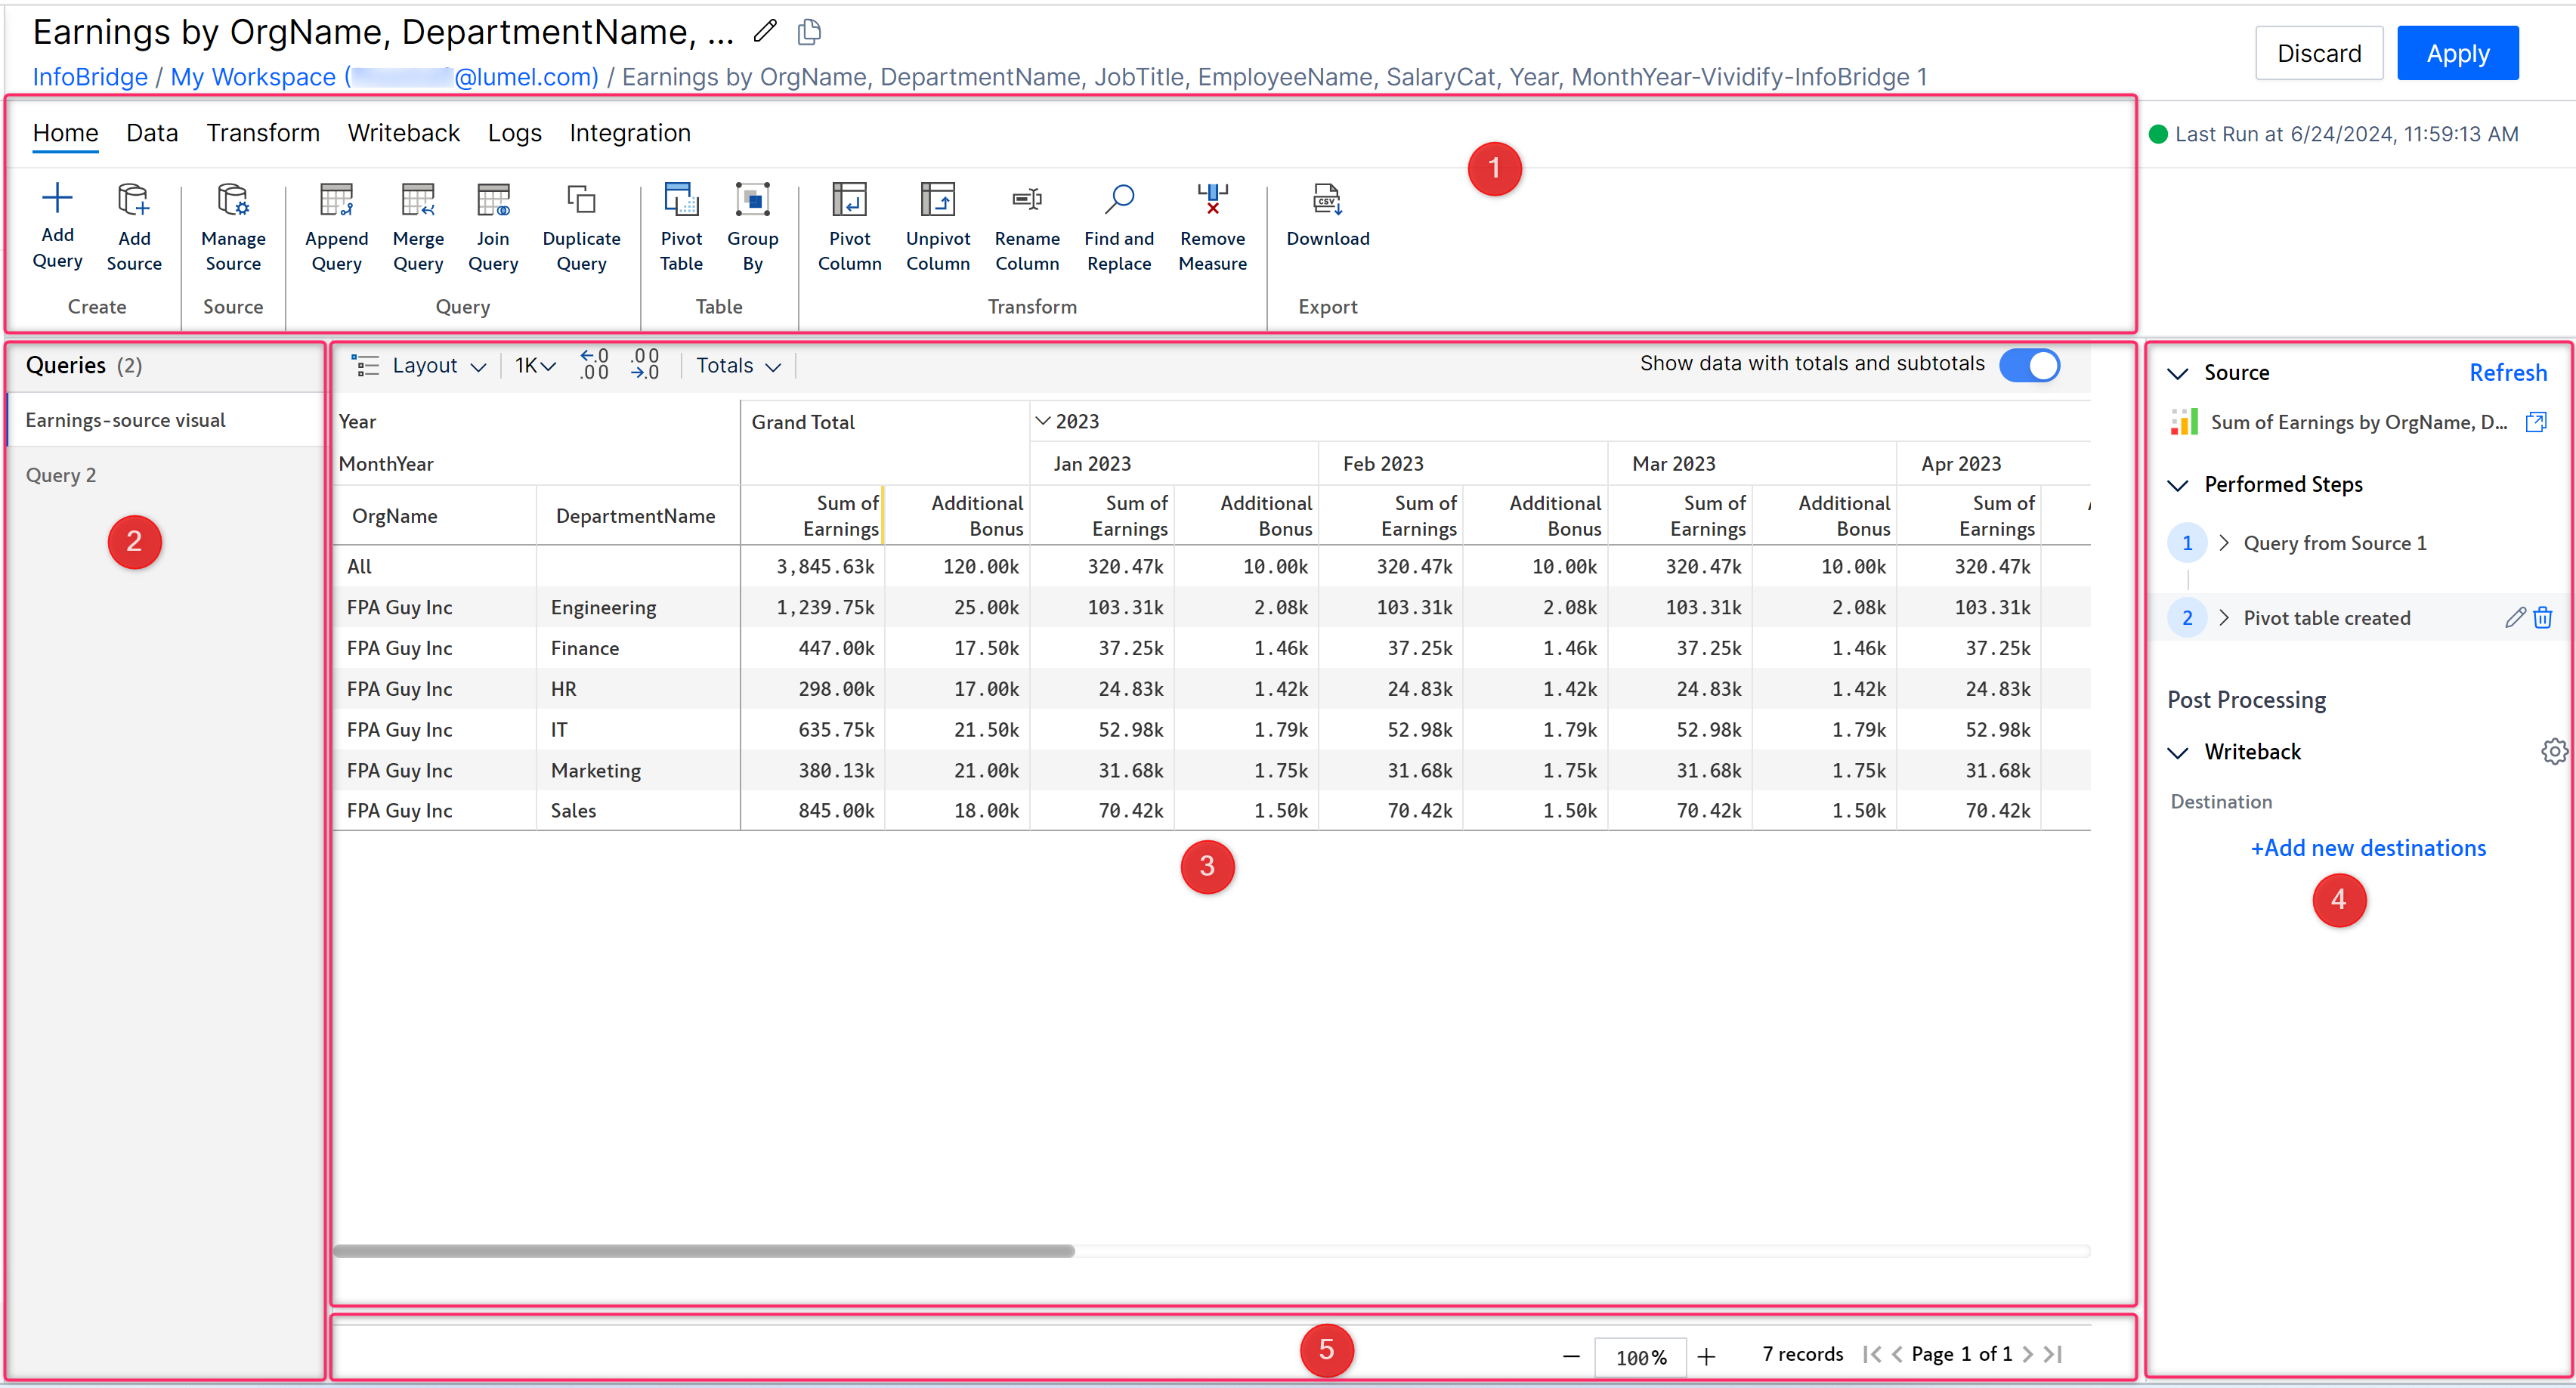 Earnings by OrgName, DepartmentName, ...
Discard
Apply
InfoBridge / My Workspace ( @lumel.com) / Earnings by OrgName, DepartmentName, JobTitle, EmployeeName, SalaryCat, Year, MonthYear-Vividify-InfoBridge 1
Home Data Transform Writeback Logs Integration
Last Run at 6/24/2024, 11:59:13 AM
1
Add Query
Add Source
Manage Source
Append Query
Merge Query
Join Query
Duplicate Query
Pivot Table
Group By
Pivot Column
Unpivot Column
Rename Column
Find and Replace
Remove Measure
CSV
Download
Create Source Query Table Transform Export
Queries (2)
Earnings-source visual
Query 2
2
Layout 1K ←.0 .00 .00 →.0 Totals
Show data with totals and subtotals
Year Grand Total 2023
MonthYear Jan 2023 Feb 2023 Mar 2023 Apr 2023
OrgName DepartmentName Sum of Earnings Additional Bonus Sum of Earnings Additional Bonus Sum of Earnings Additional Bonus Sum of Earnings Additional Bonus Sum of Earnings
All 3,845.63k 120.00k 320.47k 10.00k 320.47k 10.00k 320.47k 10.00k 320.47k
FPA Guy Inc Engineering 1,239.75k 25.00k 103.31k 2.08k 103.31k 2.08k 103.31k 2.08k 103.31k
FPA Guy Inc Finance 447.00k 17.50k 37.25k 1.46k 37.25k 1.46k 37.25k 1.46k 37.25k
FPA Guy Inc HR 298.00k 17.00k 24.83k 1.42k 24.83k 1.42k 24.83k 1.42k 24.83k
FPA Guy Inc IT 635.75k 21.50k 52.98k 1.79k 52.98k 1.79k 52.98k 1.79k 52.98k
FPA Guy Inc Marketing 380.13k 21.00k 31.68k 1.75k 31.68k 1.75k 31.68k 1.75k 31.68k
FPA Guy Inc Sales 845.00k 18.00k 70.42k 1.50k 70.42k 1.50k 70.42k 1.50k 70.42k
3
Source Refresh
Sum of Earnings by OrgName, D...
Performed Steps
1 Query from Source 1
2 Pivot table created
Post Processing
Writeback
Destination
+Add new destinations
4
5
− 100% + 7 records Page 1 of 1